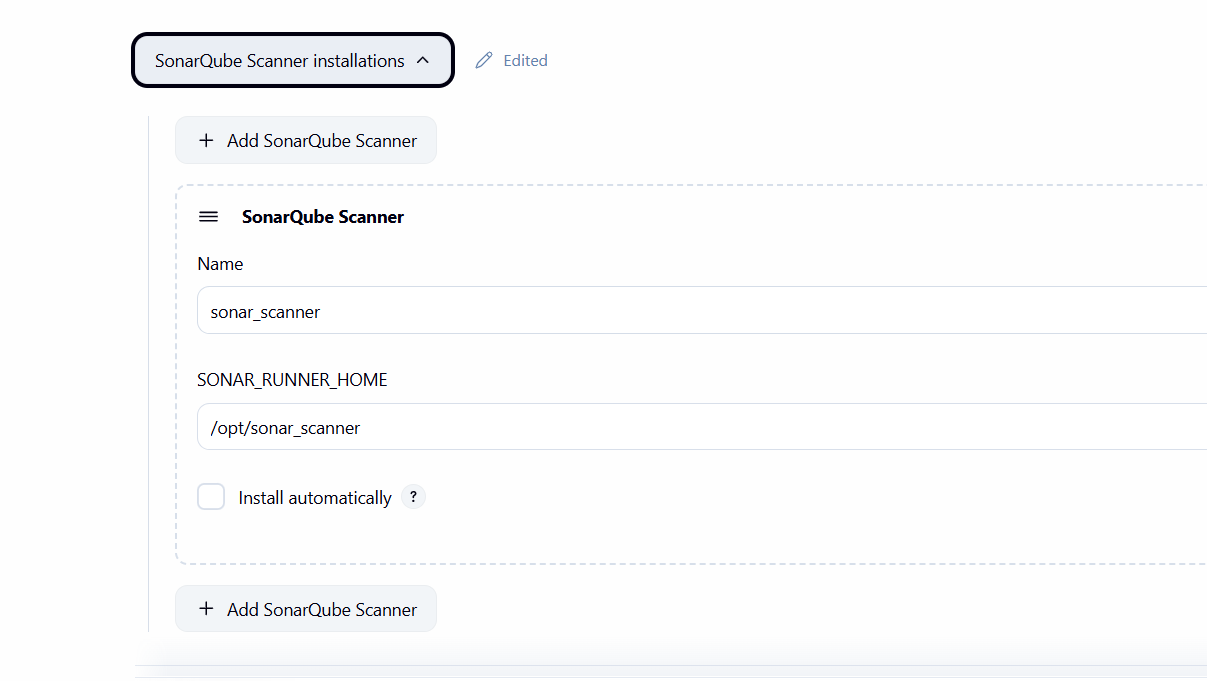 SonarQube Scanner installations
Edited
+ Add SonarQube Scanner
SonarQube Scanner
Name
sonar_scanner
SONAR_RUNNER_HOME
/opt/sonar_scanner
Install automatically ?
+ Add SonarQube Scanner